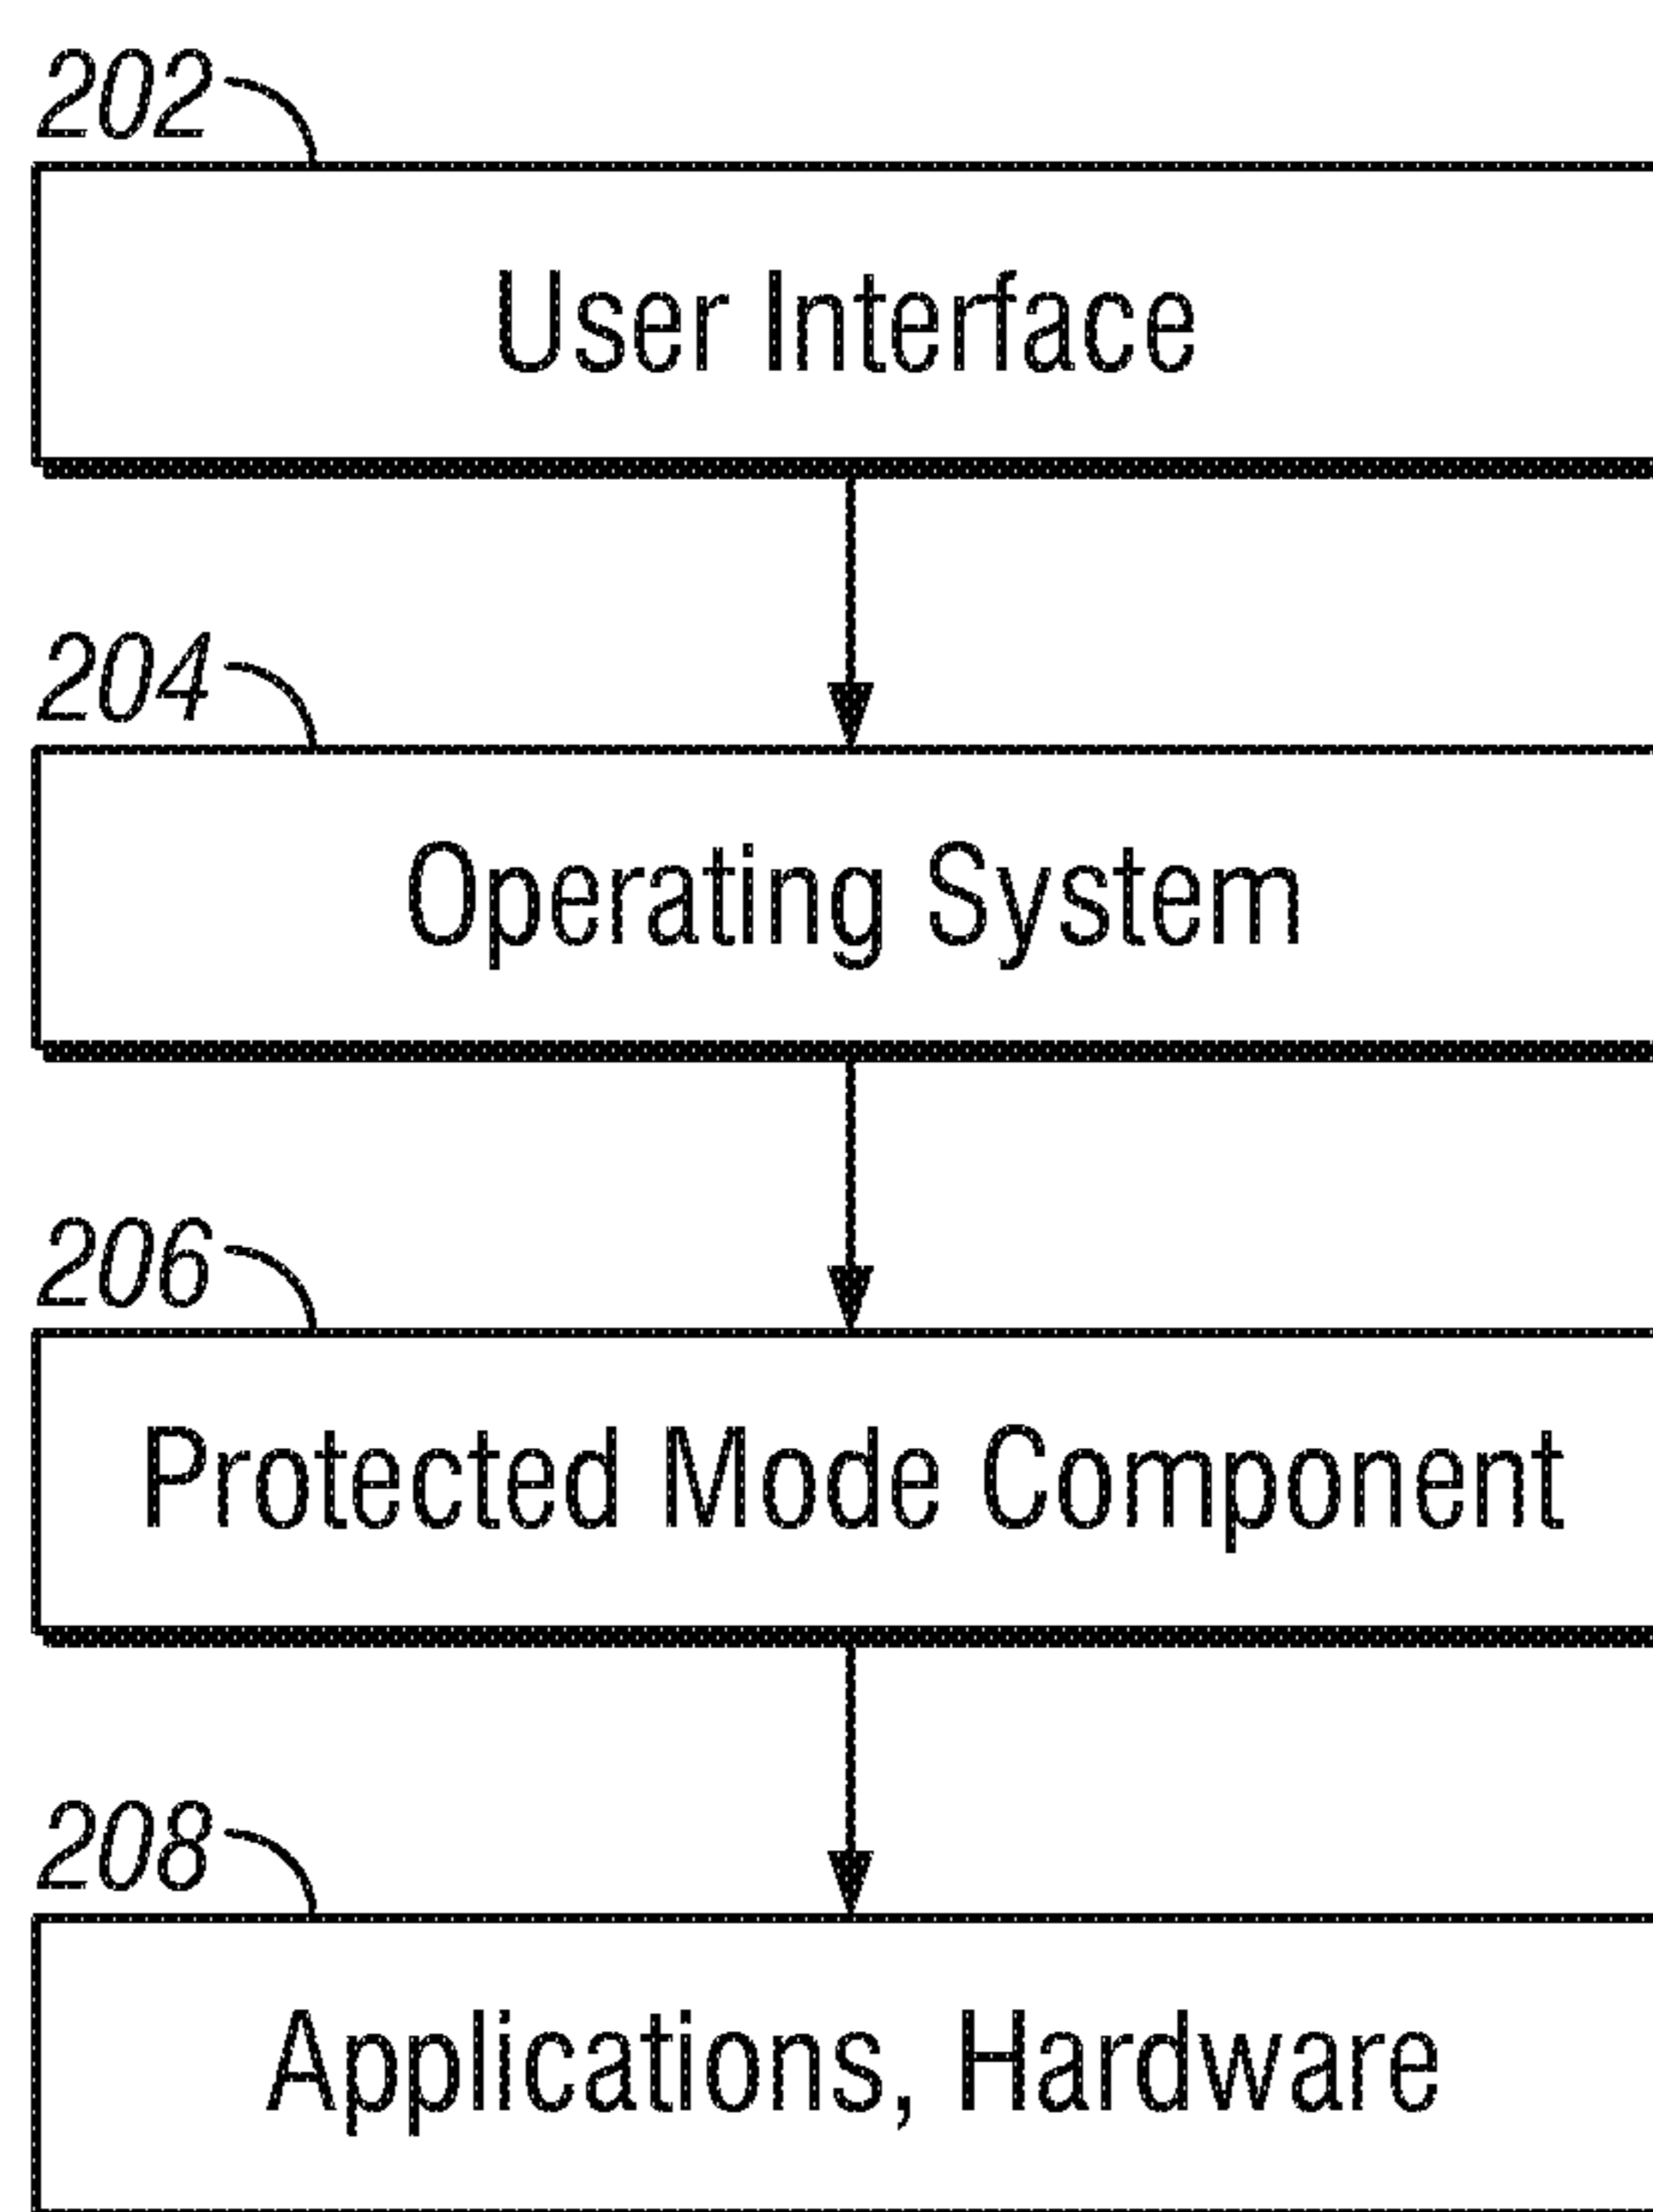 202
User Interface
204
Operating System
206
Protected Mode Component
208
Applications, Hardware